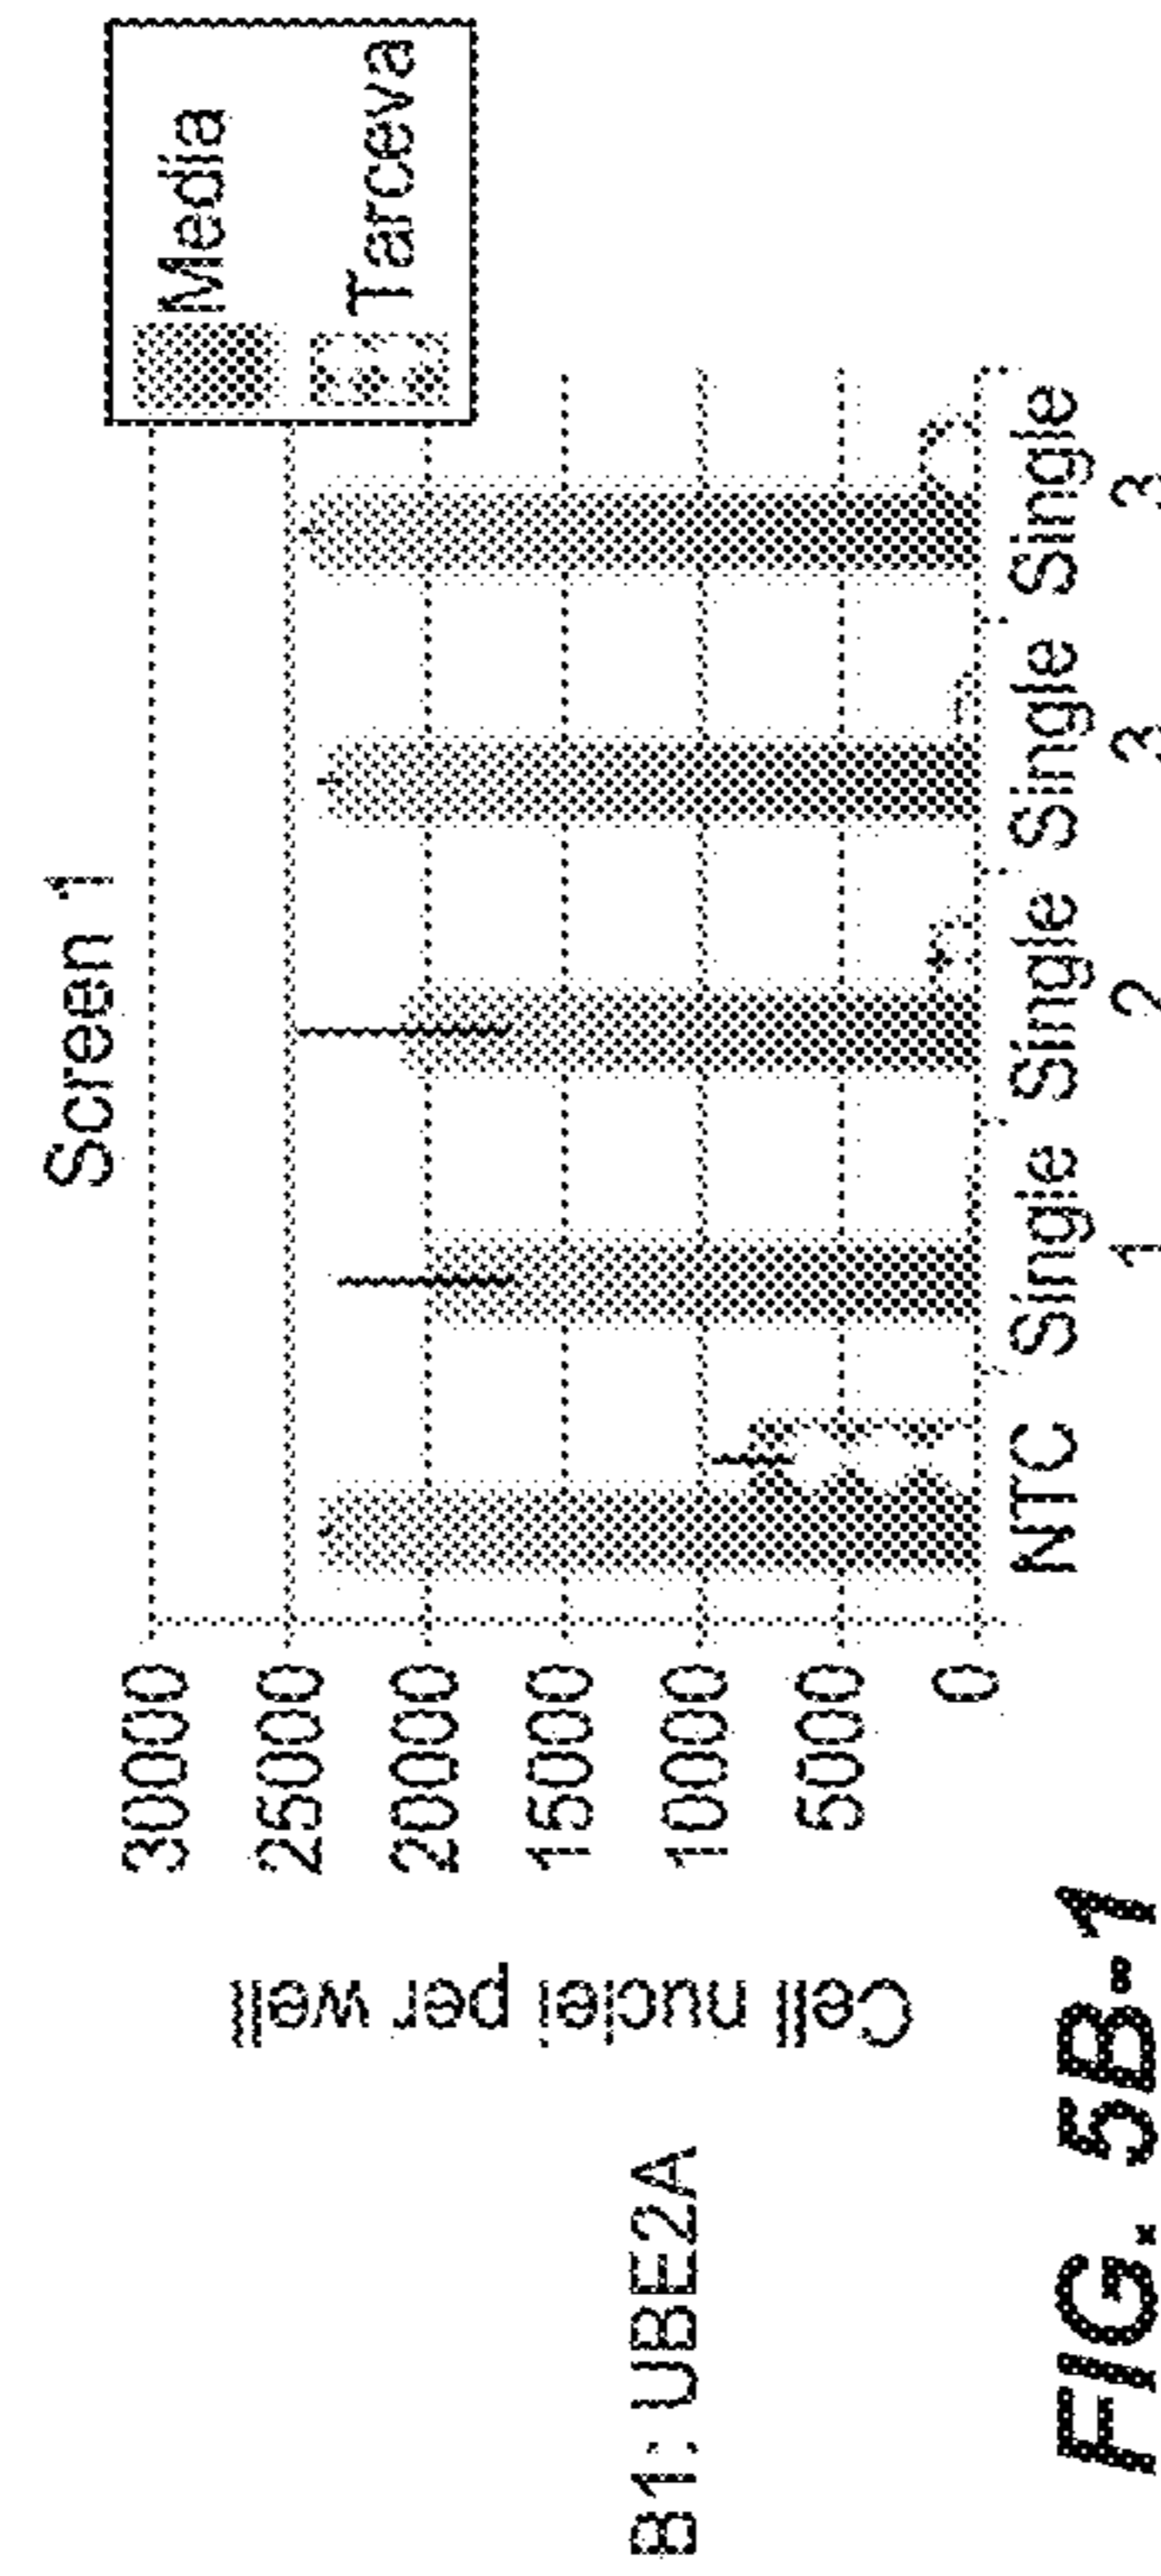 Screen 1
Media
Tarceva
Cell nuclei per well
30000
25000
20000
15000
10000
5000
0
NTC Single Single Single Single
1 2 3 3
B1: UBE2A
FIG. 5B-1